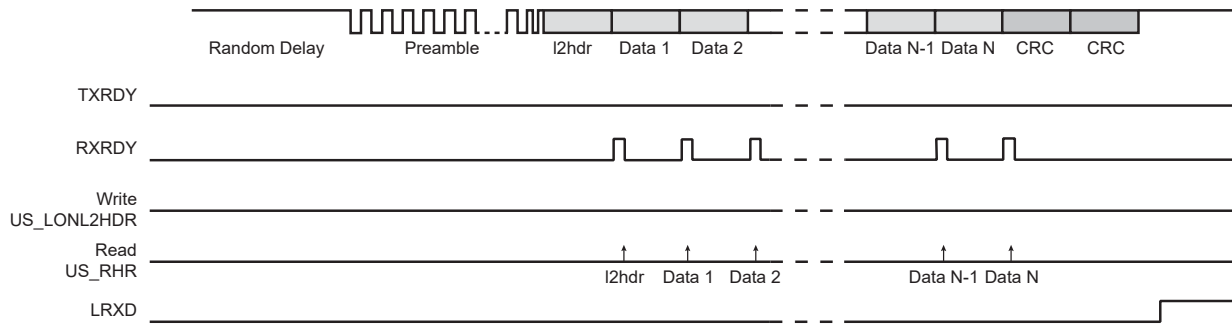 Random Delay Preamble l2hdr Data 1 Data 2 Data N-1 Data N CRC CRC
TXRDY
RXRDY
Write
US_LONL2HDR
Read
US_RHR
l2hdr Data 1 Data 2 Data N-1 Data N
LRXD